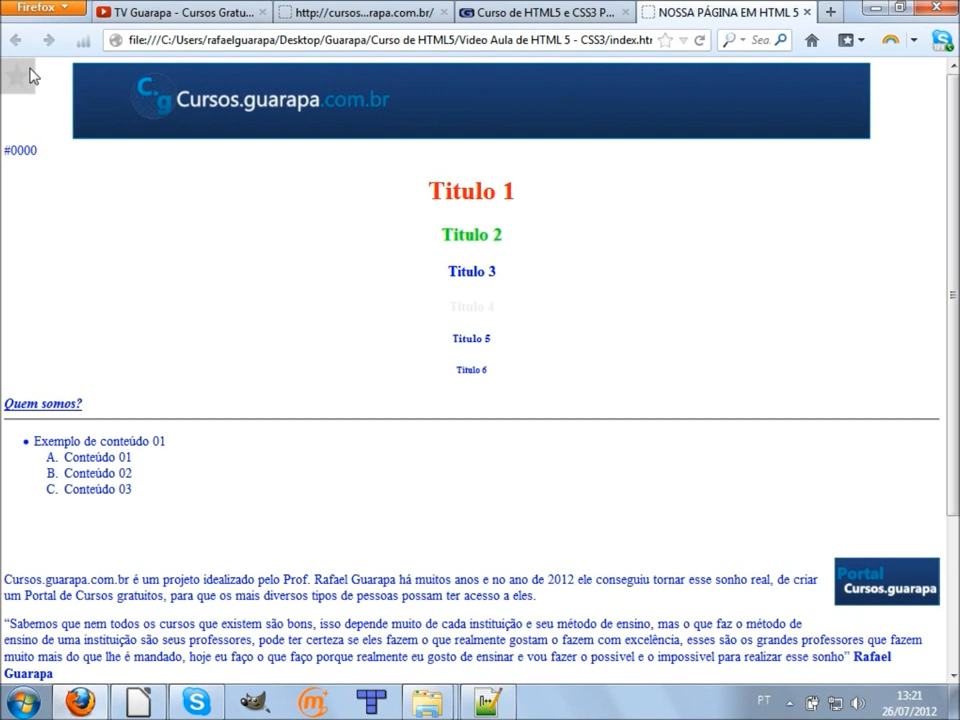 Firefox
TV Guarapa - Cursos Gratu...
http://cursos...rapa.com.br/
Curso de HTML5 e CSS3 P...
NOSSA PÁGINA EM HTML 5
file:///C:/Users/rafaelguarapa/Desktop/Guarapa/Curso de HTML5/Video Aula de HTML 5 - CSS3/index.htm
Sea
C.g Cursos.guarapa.com.br
#0000
Titulo 1
Titulo 2
Titulo 3
Titulo 4
Titulo 5
Titulo 6
Quem somos?
Exemplo de conteúdo 01
A. Conteúdo 01
B. Conteúdo 02
C. Conteúdo 03
Portal
Cursos.guarapa
Cursos.guarapa.com.br é um projeto idealizado pelo Prof. Rafael Guarapa há muitos anos e no ano de 2012 ele conseguiu tornar esse sonho real, de criar
um Portal de Cursos gratuitos, para que os mais diversos tipos de pessoas possam ter acesso a eles.
“Sabemos que nem todos os cursos que existem são bons, isso depende muito de cada instituição e seu método de ensino, mas o que faz o método de
ensino de uma instituição são seus professores, pode ter certeza se eles fazem o que realmente gostam o fazem com excelência, esses são os grandes professores que fazem
muito mais do que lhe é mandado, hoje eu faço o que faço porque realmente eu gosto de ensinar e vou fazer o possivel e o impossivel para realizar esse sonho” Rafael
Guarapa
PT
13:21
26/07/2012